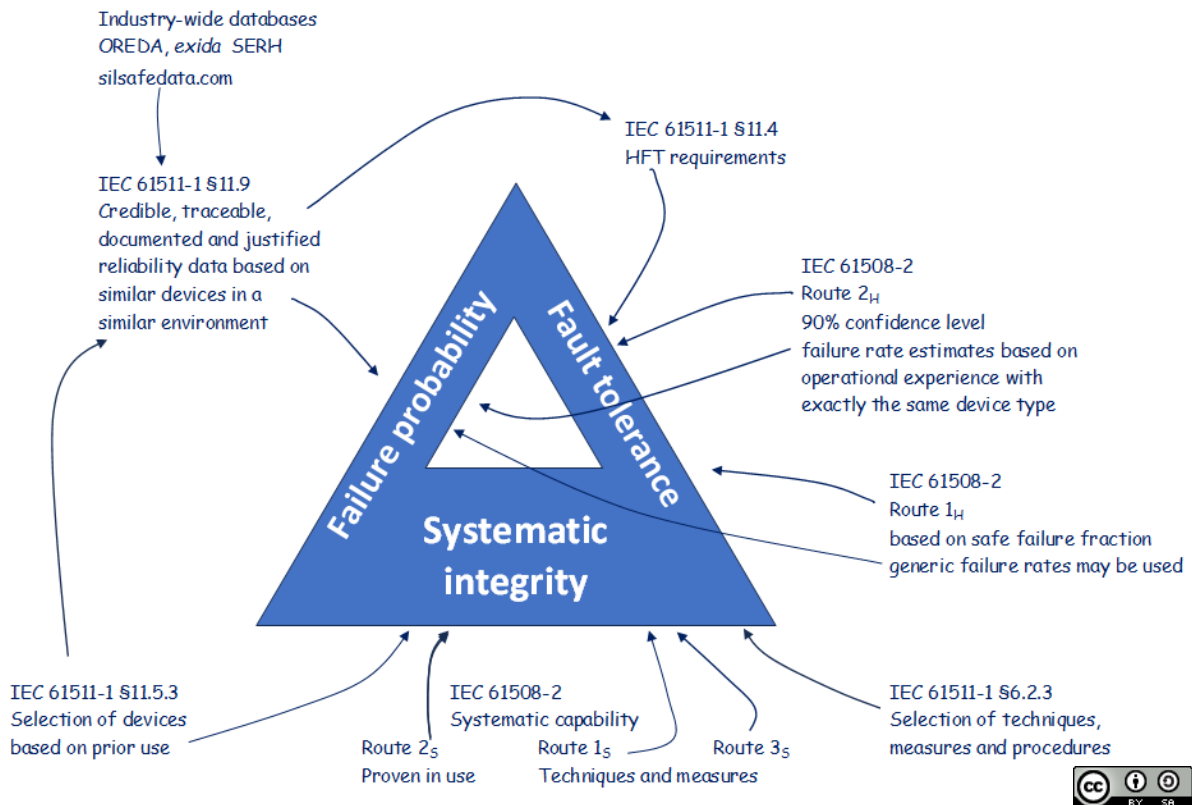 Industry-wide databases
OREDA, exida SERH
silsafedata.com
IEC 61511-1 §11.4
HFT requirements
IEC 61511-1 §11.9
Credible, traceable,
documented and justified
reliability data based on
similar devices in a
similar environment
IEC 61508-2
Route 2H
90% confidence level
failure rate estimates based on
operational experience with
exactly the same device type
Failure probability
Fault tolerance
Systematic
integrity
IEC 61508-2
Route 1H
based on safe failure fraction
generic failure rates may be used
IEC 61511-1 §11.5.3
Selection of devices
based on prior use
IEC 61508-2
Systematic capability
Route 2S
Proven in use
Route 1S
Techniques and measures
Route 3S
IEC 61511-1 §6.2.3
Selection of techniques,
measures and procedures
cc
BY SA